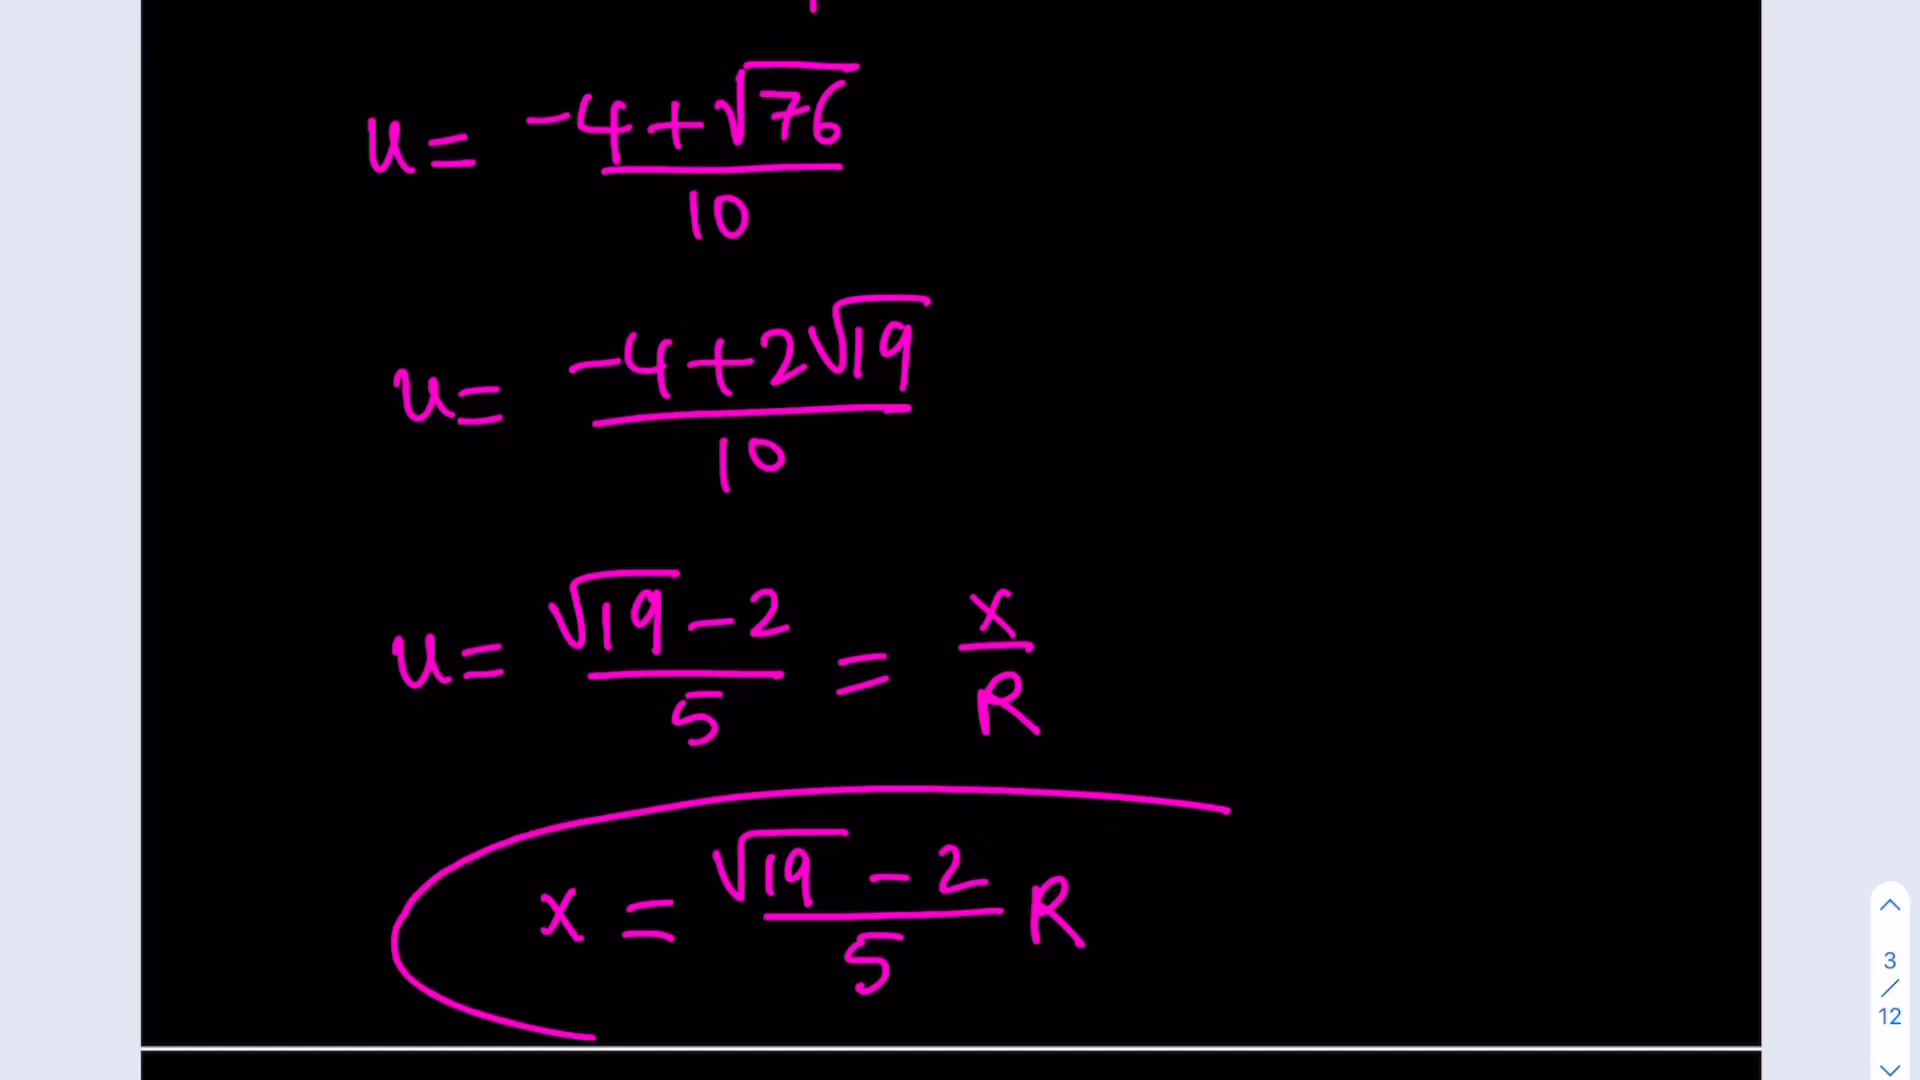 u = (-4+√76)/10
u = (-4+2√19)/10
u = (√19-2)/5 = x/R
x = (√19-2)/5 R
3
/
12